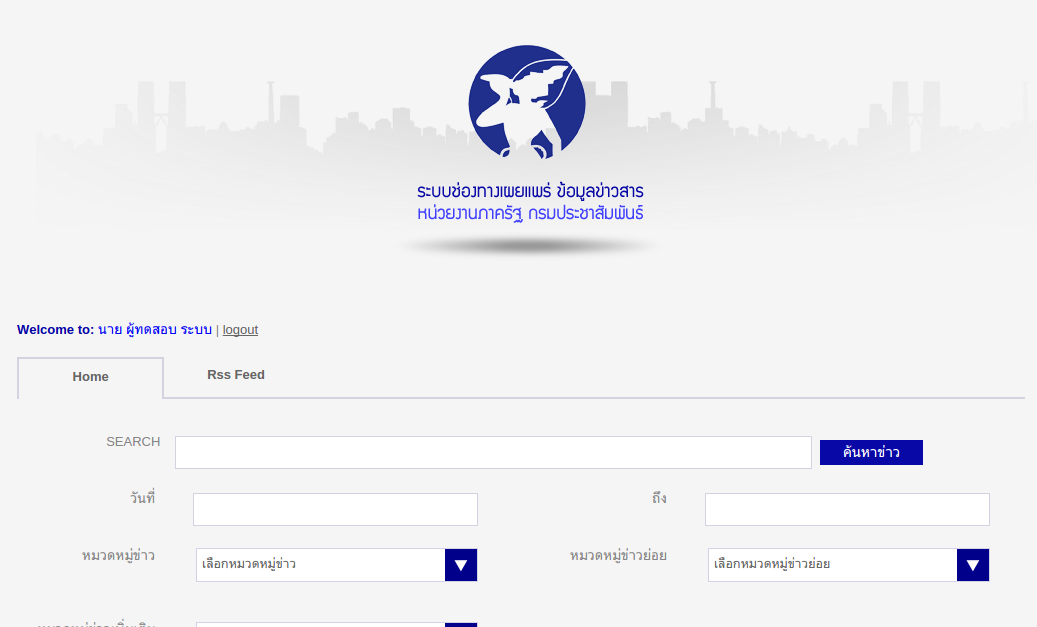 ระบบช่องทางเผยแพร่ ข้อมูลข่าวสาร
หน่วยงานภาครัฐ กรมประชาสัมพันธ์
Welcome to: นาย ผู้ทดสอบ ระบบ | logout
Home Rss Feed
SEARCH ค้นหาข่าว
วันที่ ถึง
หมวดหมู่ข่าว เลือกหมวดหมู่ข่าว หมวดหมู่ข่าวย่อย เลือกหมวดหมู่ข่าวย่อย